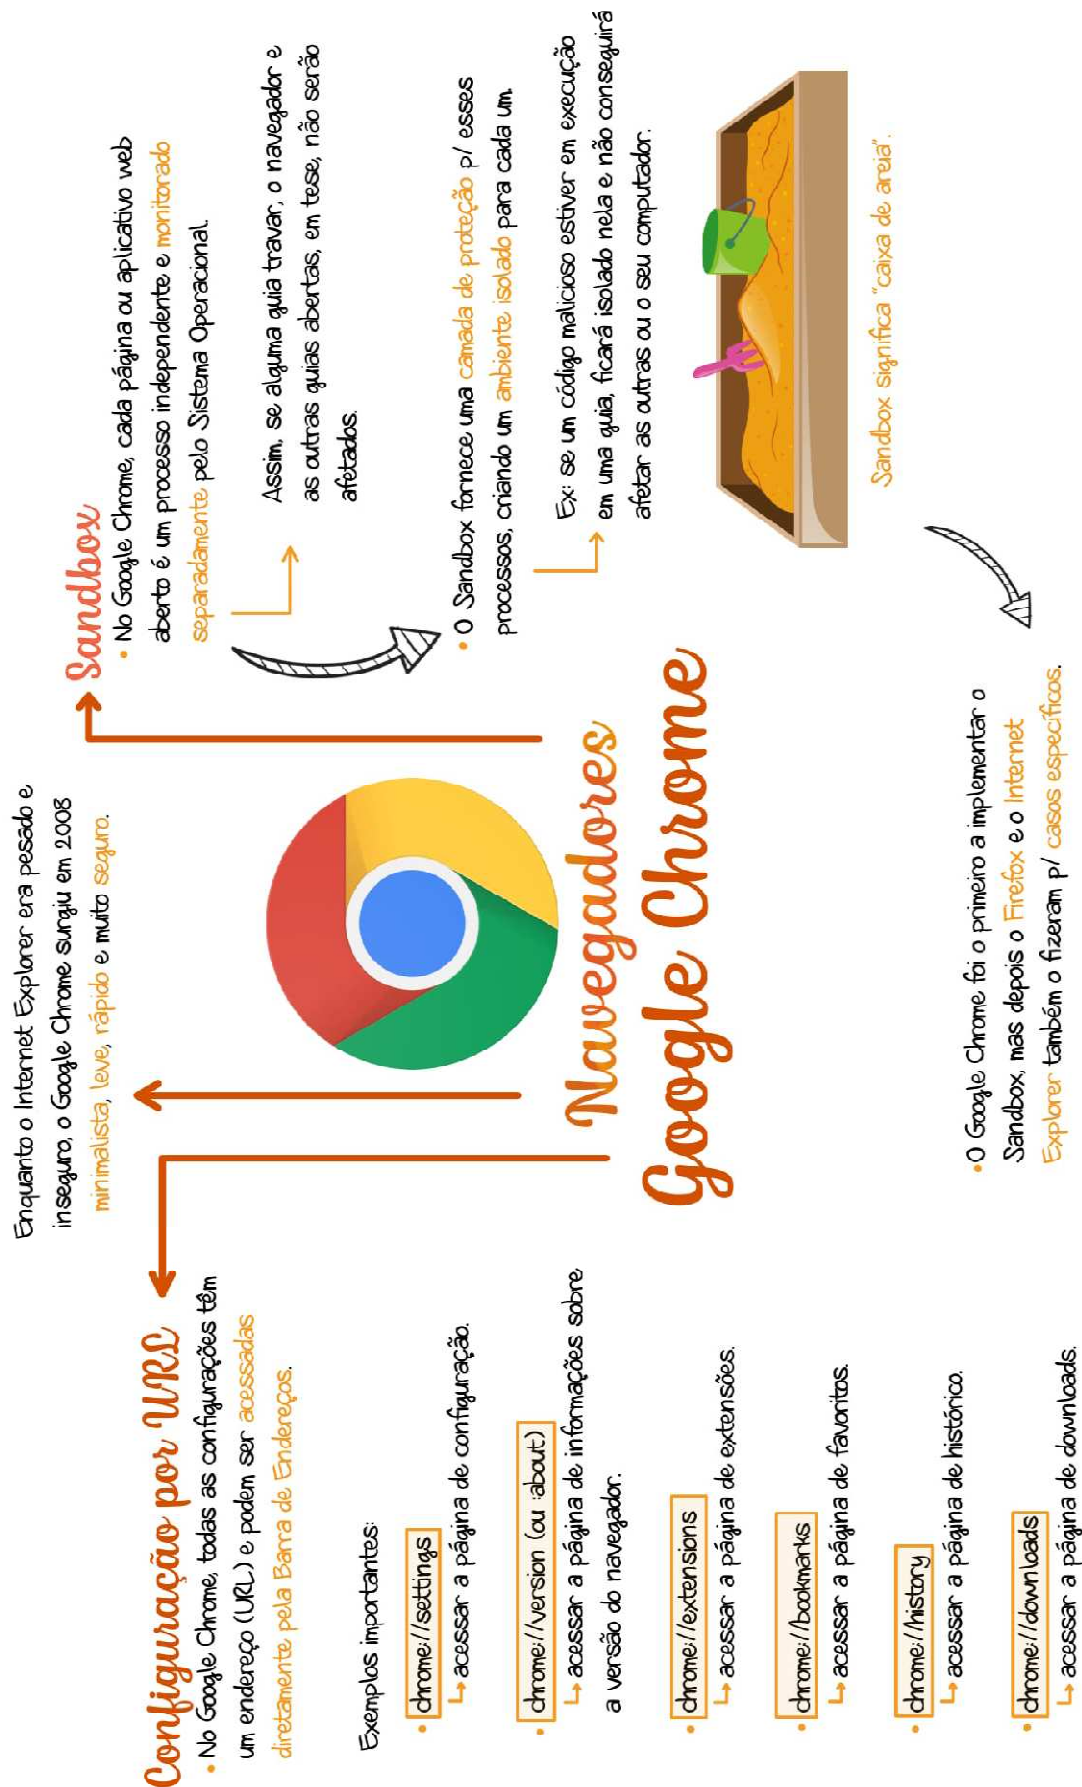 Navegadores
Google Chrome
Enquanto o Internet Explorer era pesado e
inseguro, o Google Chrome surgiu em 2008
minimalista, leve, rápido e muito seguro.
Configuração por URL
• No Google Chrome, todas as configurações têm
um endereço (URL) e podem ser acessadas
diretamente pela Barra de Endereços.
Exemplos importantes:
• chrome://settings
acessar a página de configuração.
• chrome://version (ou :about)
acessar a página de informações sobre
a versão do navegador.
• chrome://extensions
acessar a página de extensões.
• chrome://bookmarks
acessar a página de favoritos.
• chrome://history
acessar a página de histórico.
• chrome://downloads
acessar a página de downloads.
Sandbox
• No Google Chrome, cada página ou aplicativo web
aberto é um processo independente e monitorado
separadamente pelo Sistema Operacional.
Assim, se alguma guia travar, o navegador e
as outras guias abertas, em tese, não serão
afetados.
• O Sandbox fornece uma camada de proteção p/ esses
processos, criando um ambiente isolado para cada um.
Ex: se um código malicioso estiver em execução
em uma guia, ficará isolado nela e não conseguirá
afetar as outras ou o seu computador.
Sandbox significa "caixa de areia".
• O Google Chrome foi o primeiro a implementar o
Sandbox, mas depois o Firefox e o Internet
Explorer também o fizeram p/ casos específicos.